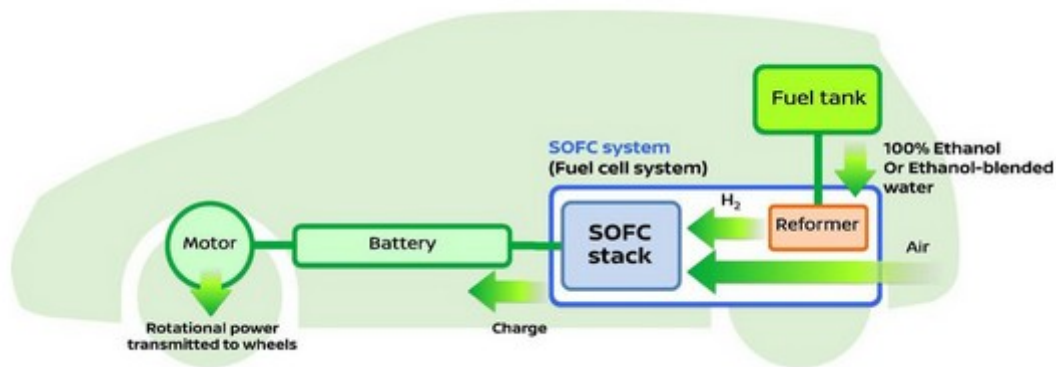 Fuel tank
SOFC system
(Fuel cell system)
100% Ethanol
Or Ethanol-blended
water
H₂
Reformer
Motor
Battery
SOFC
stack
Air
Charge
Rotational power
transmitted to wheels